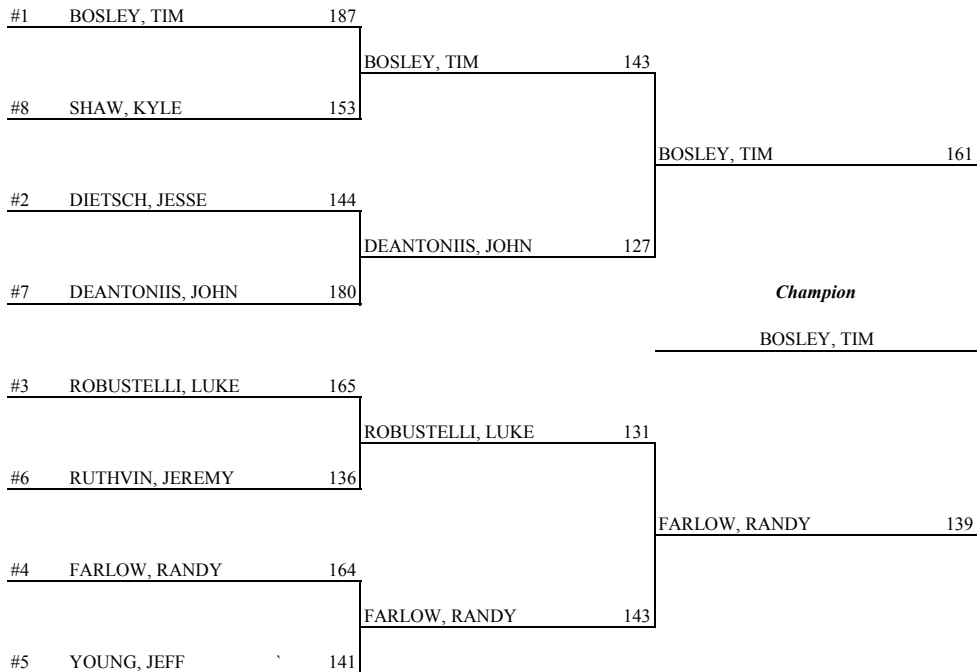 #1 BOSLEY, TIM 187
BOSLEY, TIM 143
#8 SHAW, KYLE 153
BOSLEY, TIM 161
#2 DIETSCH, JESSE 144
DEANTONIIS, JOHN 127
#7 DEANTONIIS, JOHN 180
Champion
BOSLEY, TIM
#3 ROBUSTELLI, LUKE 165
ROBUSTELLI, LUKE 131
#6 RUTHVIN, JEREMY 136
FARLOW, RANDY 139
#4 FARLOW, RANDY 164
FARLOW, RANDY 143
#5 YOUNG, JEFF ` 141